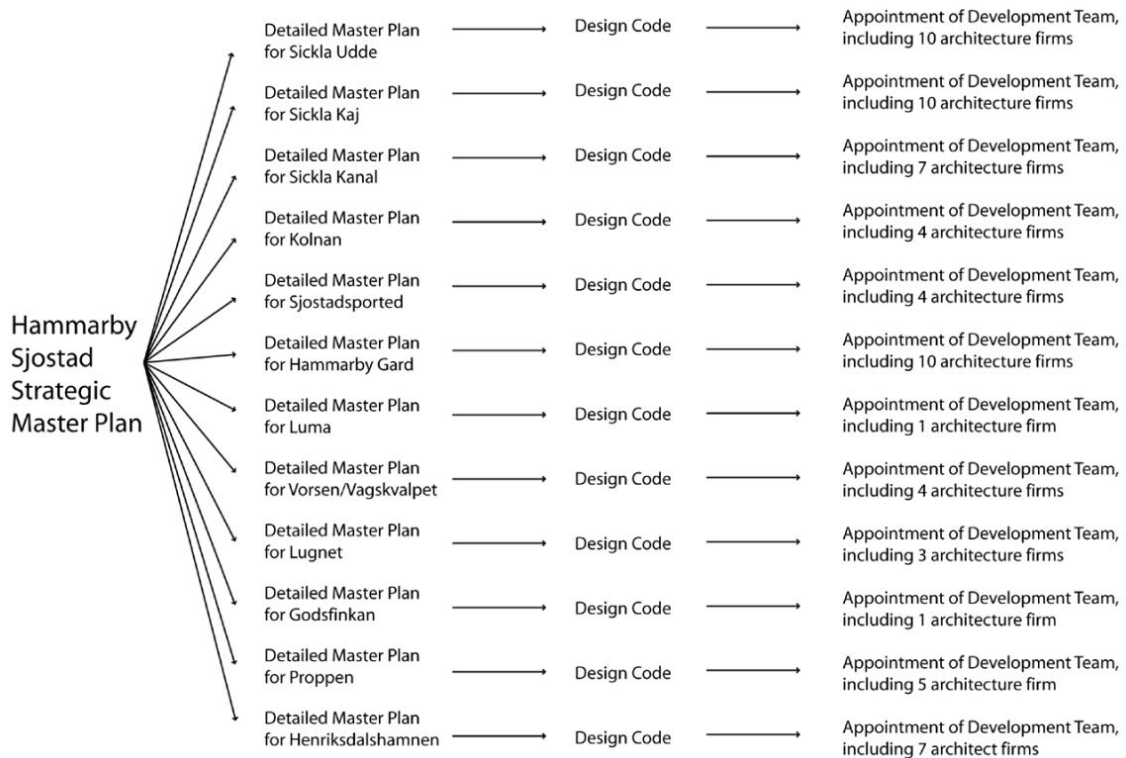 Detailed Master Plan
for Sickla Udde
Design Code
Appointment of Development Team,
including 10 architecture firms
Detailed Master Plan
for Sickla Kaj
Design Code
Appointment of Development Team,
including 10 architecture firms
Detailed Master Plan
for Sickla Kanal
Design Code
Appointment of Development Team,
including 7 architecture firms
Detailed Master Plan
for Kolnan
Design Code
Appointment of Development Team,
including 4 architecture firms
Detailed Master Plan
for Sjostadsported
Design Code
Appointment of Development Team,
including 4 architecture firms
Hammarby
Sjostad
Strategic
Master Plan
Detailed Master Plan
for Hammarby Gard
Design Code
Appointment of Development Team,
including 10 architecture firms
Detailed Master Plan
for Luma
Design Code
Appointment of Development Team,
including 1 architecture firm
Detailed Master Plan
for Vorsen/Vagskvalpet
Design Code
Appointment of Development Team,
including 4 architecture firms
Detailed Master Plan
for Lugnet
Design Code
Appointment of Development Team,
including 3 architecture firms
Detailed Master Plan
for Godsfinkan
Design Code
Appointment of Development Team,
including 1 architecture firm
Detailed Master Plan
for Proppen
Design Code
Appointment of Development Team,
including 5 architecture firm
Detailed Master Plan
for Henriksdalshamnen
Design Code
Appointment of Development Team,
including 7 architect firms